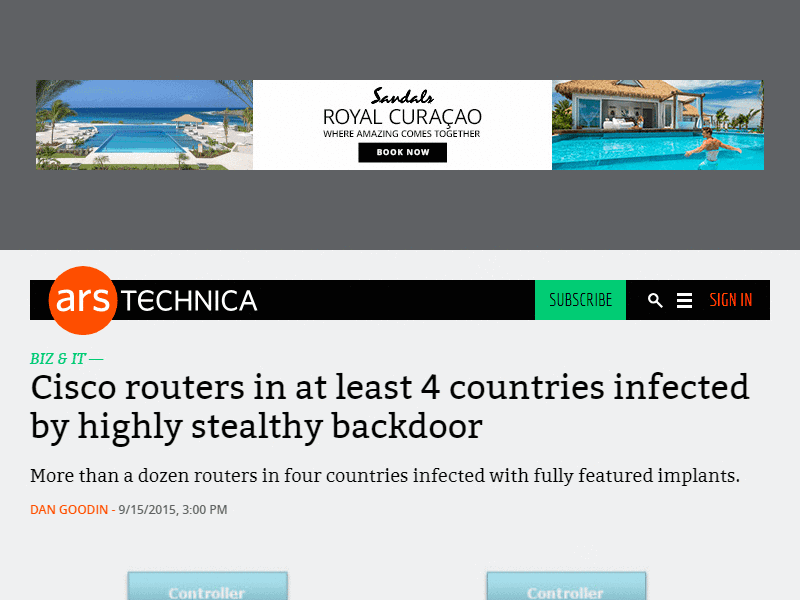 Sandals
ROYAL CURAÇAO
WHERE AMAZING COMES TOGETHER
BOOK NOW
ars TECHNICA
SUBSCRIBE
SIGN IN
BIZ & IT —
Cisco routers in at least 4 countries infected
by highly stealthy backdoor
More than a dozen routers in four countries infected with fully featured implants.
DAN GOODIN - 9/15/2015, 3:00 PM
Controller
Controller